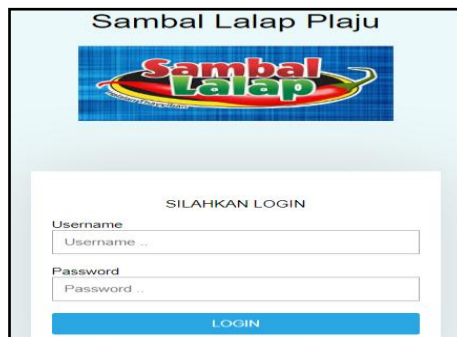 Sambal Lalap Plaju
Sambal
Lalap
SILAHKAN LOGIN
Username
Username ..
Password
Password ..
LOGIN